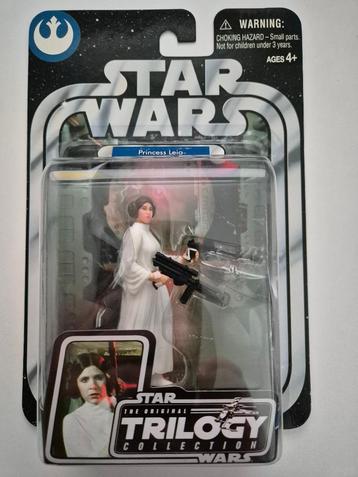 WARNING:
CHOKING HAZARD – Small parts.
Not for children under 3 years.
AGES 4+
STAR
WARS
Princess Leia
STAR
THE ORIGINAL
TRILOGY
COLLECTION
WARS